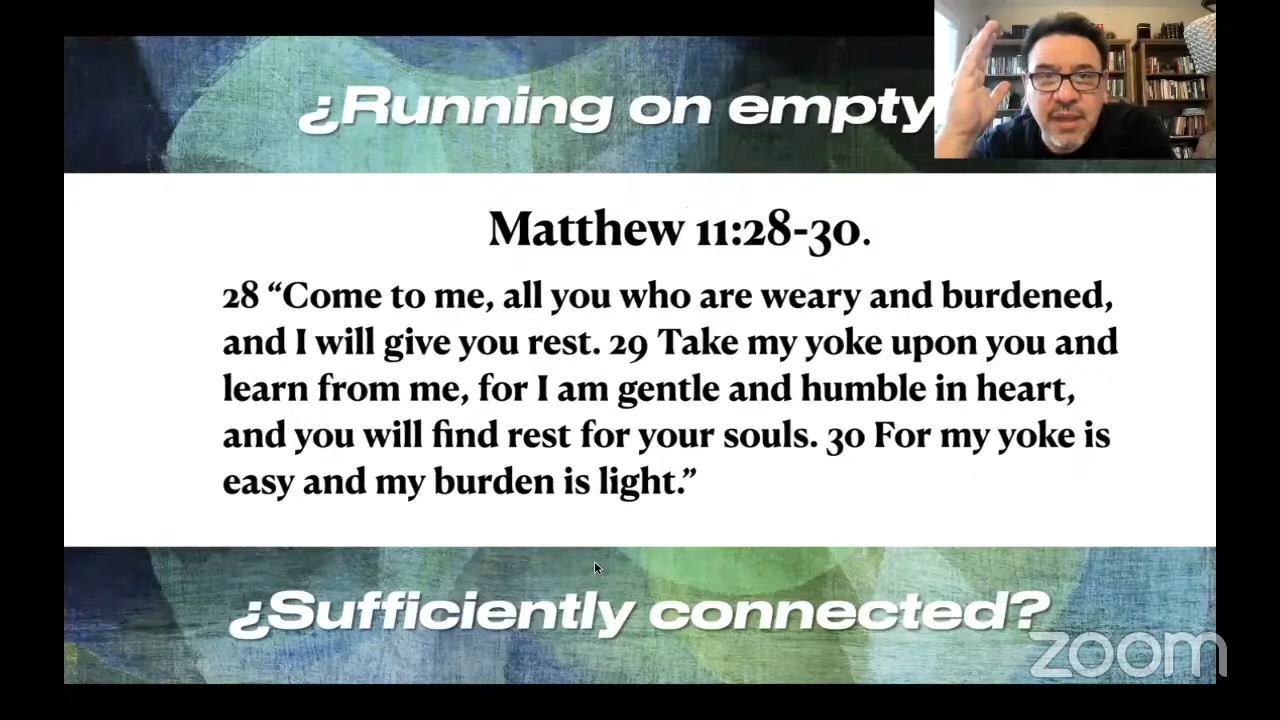 ¿Running on empty
Matthew 11:28-30.
28 “Come to me, all you who are weary and burdened,
and I will give you rest. 29 Take my yoke upon you and
learn from me, for I am gentle and humble in heart,
and you will find rest for your souls. 30 For my yoke is
easy and my burden is light.”
¿Sufficiently connected?
zoom